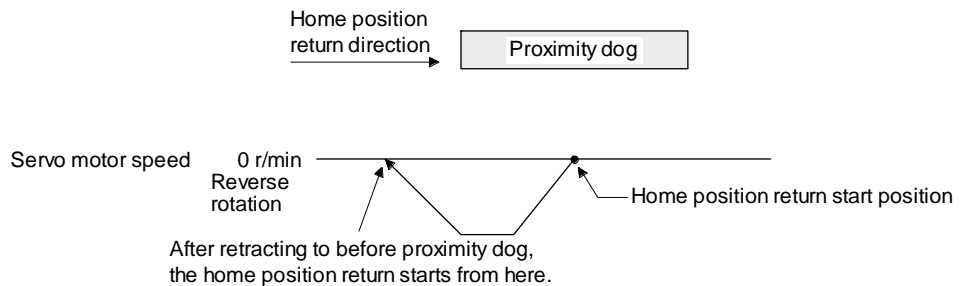 Home position
return direction
Proximity dog
Servo motor speed
0 r/min
Reverse
rotation
Home position return start position
After retracting to before proximity dog,
the home position return starts from here.